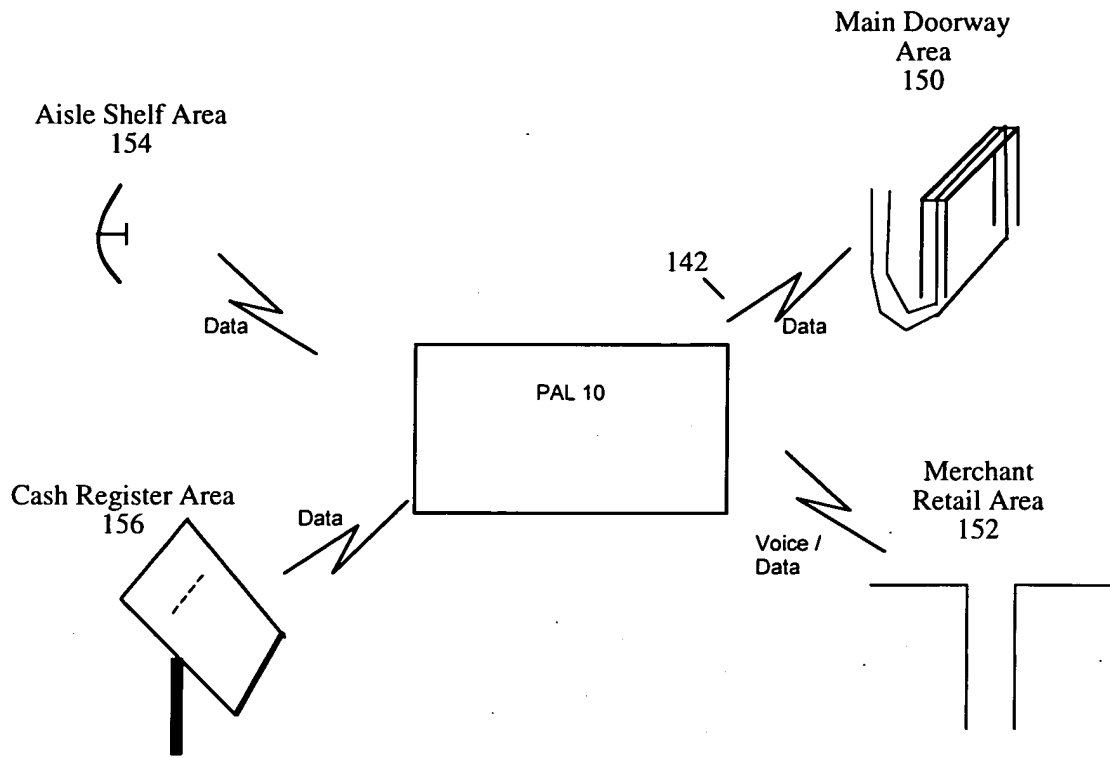 Main Doorway
Area
150
Aisle Shelf Area
154
142
Data
Data
PAL 10
Cash Register Area
156
Data
Merchant
Retail Area
152
Voice /
Data